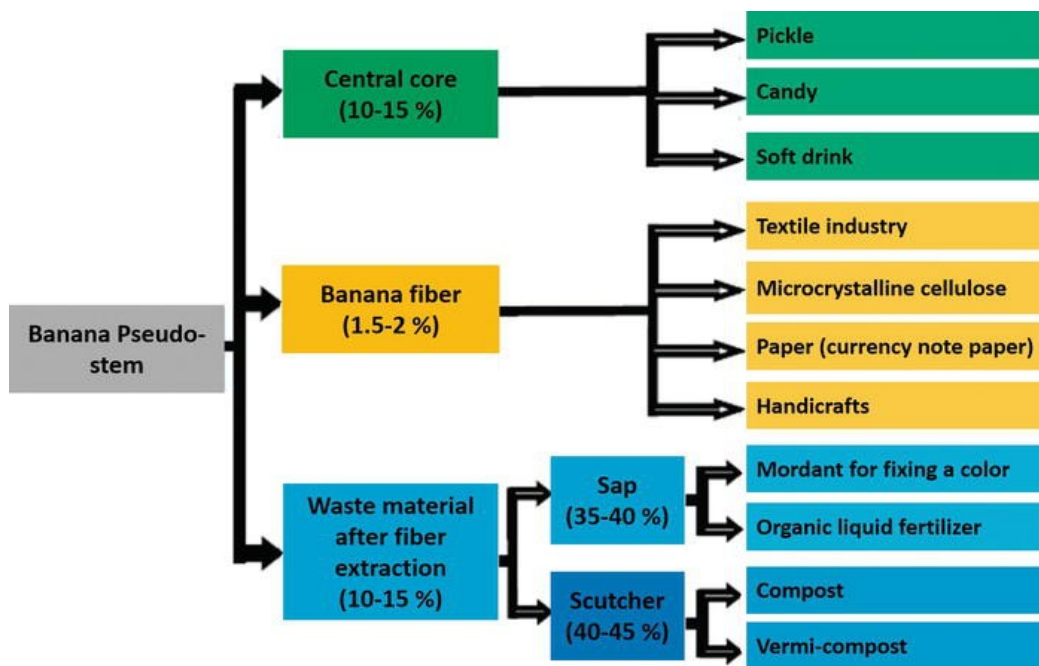 Banana Pseudo-
stem
Central core
(10-15 %)
Pickle
Candy
Soft drink
Banana fiber
(1.5-2 %)
Textile industry
Microcrystalline cellulose
Paper (currency note paper)
Handicrafts
Waste material
after fiber
extraction
(10-15 %)
Sap
(35-40 %)
Mordant for fixing a color
Organic liquid fertilizer
Scutcher
(40-45 %)
Compost
Vermi-compost